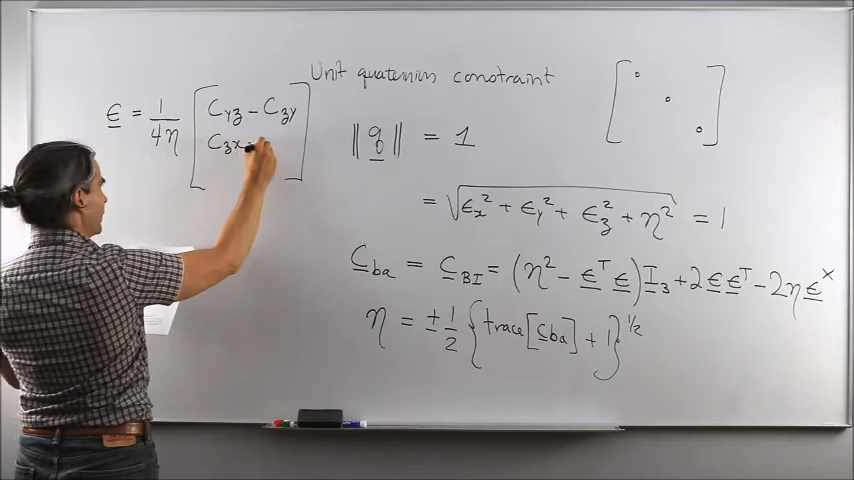 Unit quaternion constraint
ϵ = 1/4η [ C_yz - C_zy
C_zx - ]
‖q‖ = 1
= √(ϵ_x² + ϵ_y² + ϵ_z² + η²) = 1
C_ba = C_BI = (η² - ϵᵀϵ)I_3 + 2ϵϵᵀ - 2ηϵ^×
η = ± 1/2 {trace[C_ba] + 1}^1/2